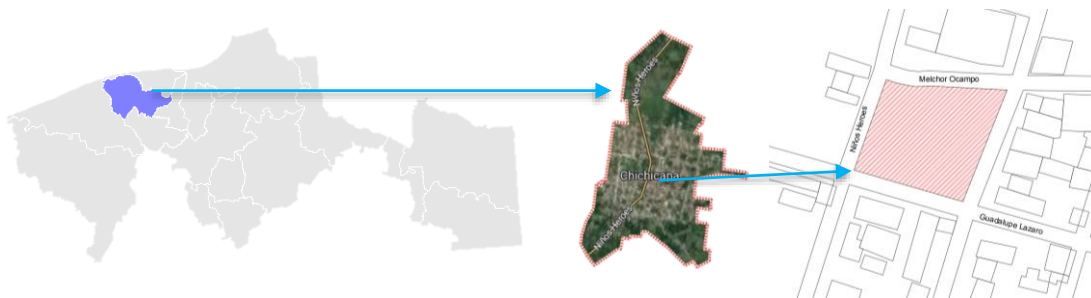 Niños Heroes
Chichicapa
Niños Heroes
Melchor Ocampo
Niños Heroes
Guadalupe Lazaro